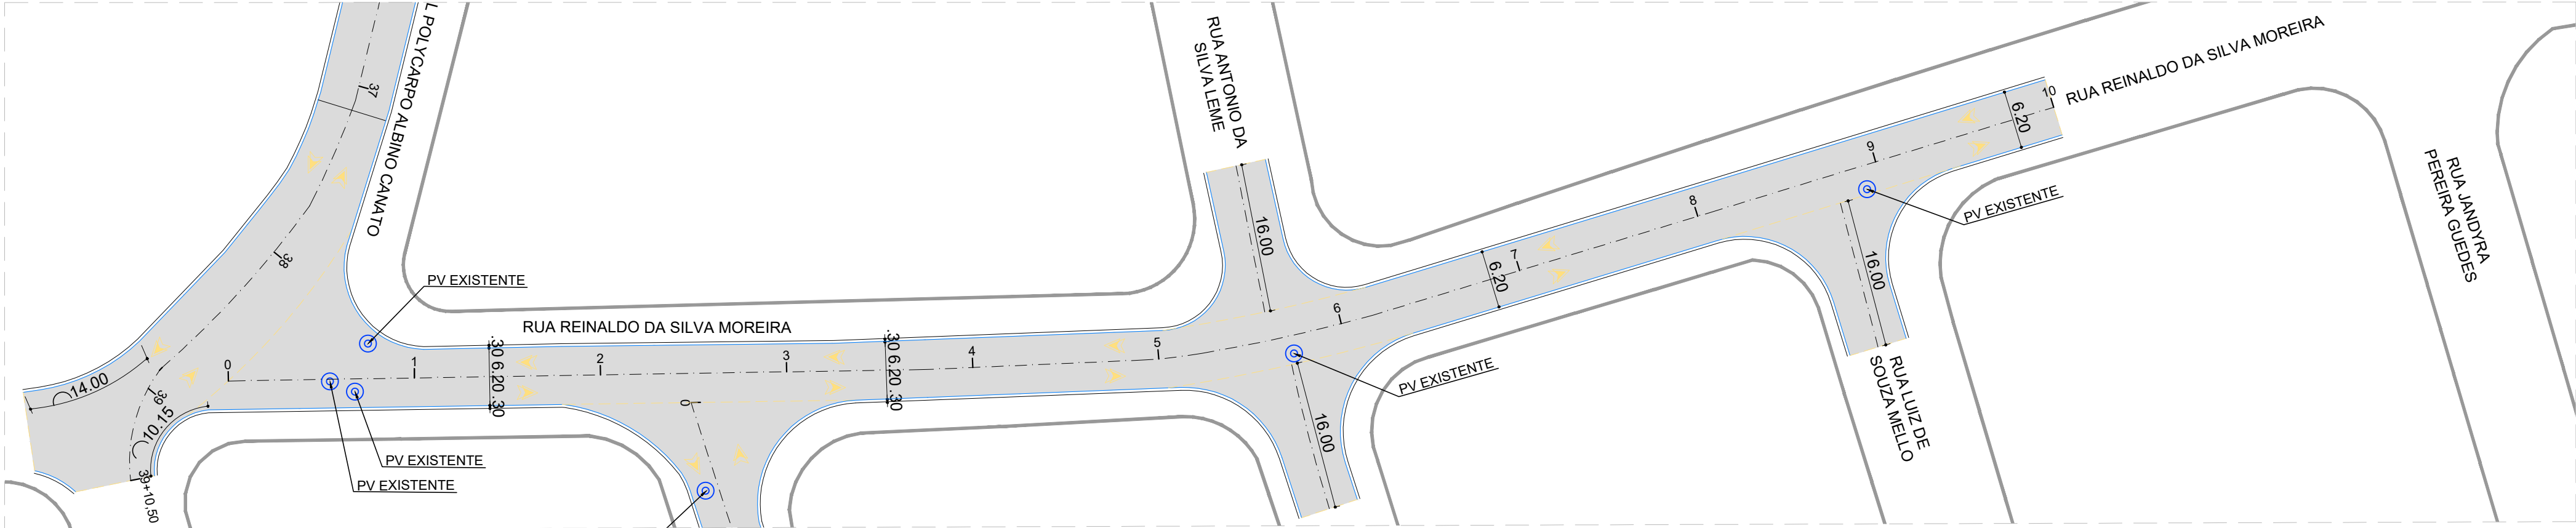 L POLYCARPO ALBINO CANATO
37
38
39
39+10,50
14.00
10.15
PV EXISTENTE
PV EXISTENTE
PV EXISTENTE
RUA REINALDO DA SILVA MOREIRA
0
1
2
3
4
5
6
7
8
9
10
.30 6.20 .30
.30 6.20 .30
0
RUA ANTONIO DA
SILVA LEME
16.00
16.00
PV EXISTENTE
6.20
6.20
PV EXISTENTE
16.00
RUA LUIZ DE
SOUZA MELLO
RUA REINALDO DA SILVA MOREIRA
RUA JANDYRA
PEREIRA GUEDES